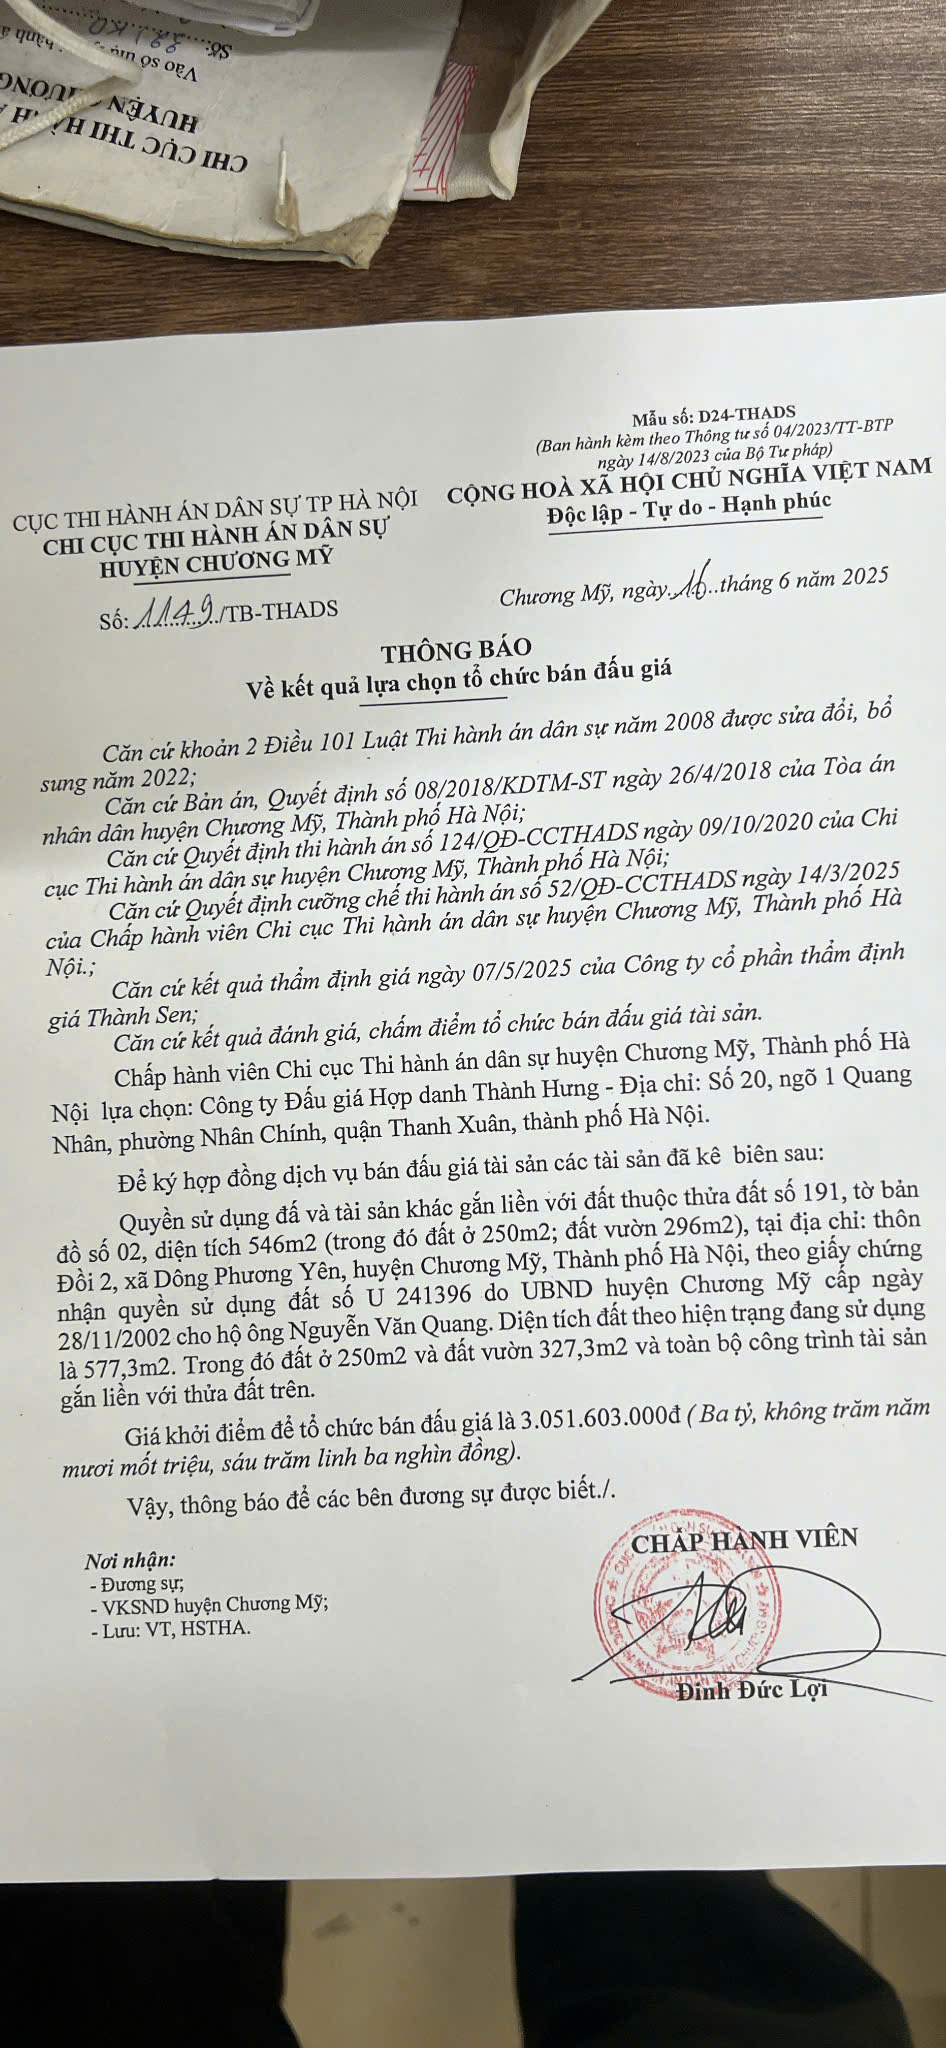 CHI CỤC THI HÀNH
HUYỆN
Vào sổ
Số:
Mẫu số: D24-THADS
(Ban hành kèm theo Thông tư số 04/2023/TT-BTP
ngày 14/8/2023 của Bộ Tư pháp)
CỤC THI HÀNH ÁN DÂN SỰ TP HÀ NỘI
CHI CỤC THI HÀNH ÁN DÂN SỰ
HUYỆN CHƯƠNG MỸ
Số: 1149/TB-THADS
CỘNG HOÀ XÃ HỘI CHỦ NGHĨA VIỆT NAM
Độc lập - Tự do - Hạnh phúc
Chương Mỹ, ngày 16 tháng 6 năm 2025
THÔNG BÁO
Về kết quả lựa chọn tổ chức bán đấu giá
Căn cứ khoản 2 Điều 101 Luật Thi hành án dân sự năm 2008 được sửa đổi, bổ
sung năm 2022;
Căn cứ Bản án, Quyết định số 08/2018/KDTM-ST ngày 26/4/2018 của Tòa án
nhân dân huyện Chương Mỹ, Thành phố Hà Nội;
Căn cứ Quyết định thi hành án số 124/QĐ-CCTHADS ngày 09/10/2020 của Chi
cục Thi hành án dân sự huyện Chương Mỹ, Thành phố Hà Nội;
Căn cứ Quyết định cưỡng chế thi hành án số 52/QĐ-CCTHADS ngày 14/3/2025
của Chấp hành viên Chi cục Thi hành án dân sự huyện Chương Mỹ, Thành phố Hà
Nội.;
Căn cứ kết quả thẩm định giá ngày 07/5/2025 của Công ty cổ phần thẩm định
giá Thành Sen;
Căn cứ kết quả đánh giá, chấm điểm tổ chức bán đấu giá tài sản.
Chấp hành viên Chi cục Thi hành án dân sự huyện Chương Mỹ, Thành phố Hà
Nội lựa chọn: Công ty Đấu giá Hợp danh Thành Hưng - Địa chỉ: Số 20, ngõ 1 Quang
Nhân, phường Nhân Chính, quận Thanh Xuân, thành phố Hà Nội.
Để ký hợp đồng dịch vụ bán đấu giá tài sản các tài sản đã kê biên sau:
Quyền sử dụng đấ và tài sản khác gắn liền với đất thuộc thửa đất số 191, tờ bản
đồ số 02, diện tích 546m2 (trong đó đất ở 250m2; đất vườn 296m2), tại địa chỉ: thôn
Đồi 2, xã Dông Phương Yên, huyện Chương Mỹ, Thành phố Hà Nội, theo giấy chứng
nhận quyền sử dụng đất số U 241396 do UBND huyện Chương Mỹ cấp ngày
28/11/2002 cho hộ ông Nguyễn Văn Quang. Diện tích đất theo hiện trạng đang sử dụng
là 577,3m2. Trong đó đất ở 250m2 và đất vườn 327,3m2 và toàn bộ công trình tài sản
gắn liền với thửa đất trên.
Giá khởi điểm để tổ chức bán đấu giá là 3.051.603.000đ ( Ba tỷ, không trăm năm
mươi mốt triệu, sáu trăm linh ba nghìn đồng).
Vậy, thông báo để các bên đương sự được biết./.
Nơi nhận:
- Đương sự;
- VKSND huyện Chương Mỹ;
- Lưu: VT, HSTHA.
CHẤP HÀNH VIÊN
Đinh Đức Lợi